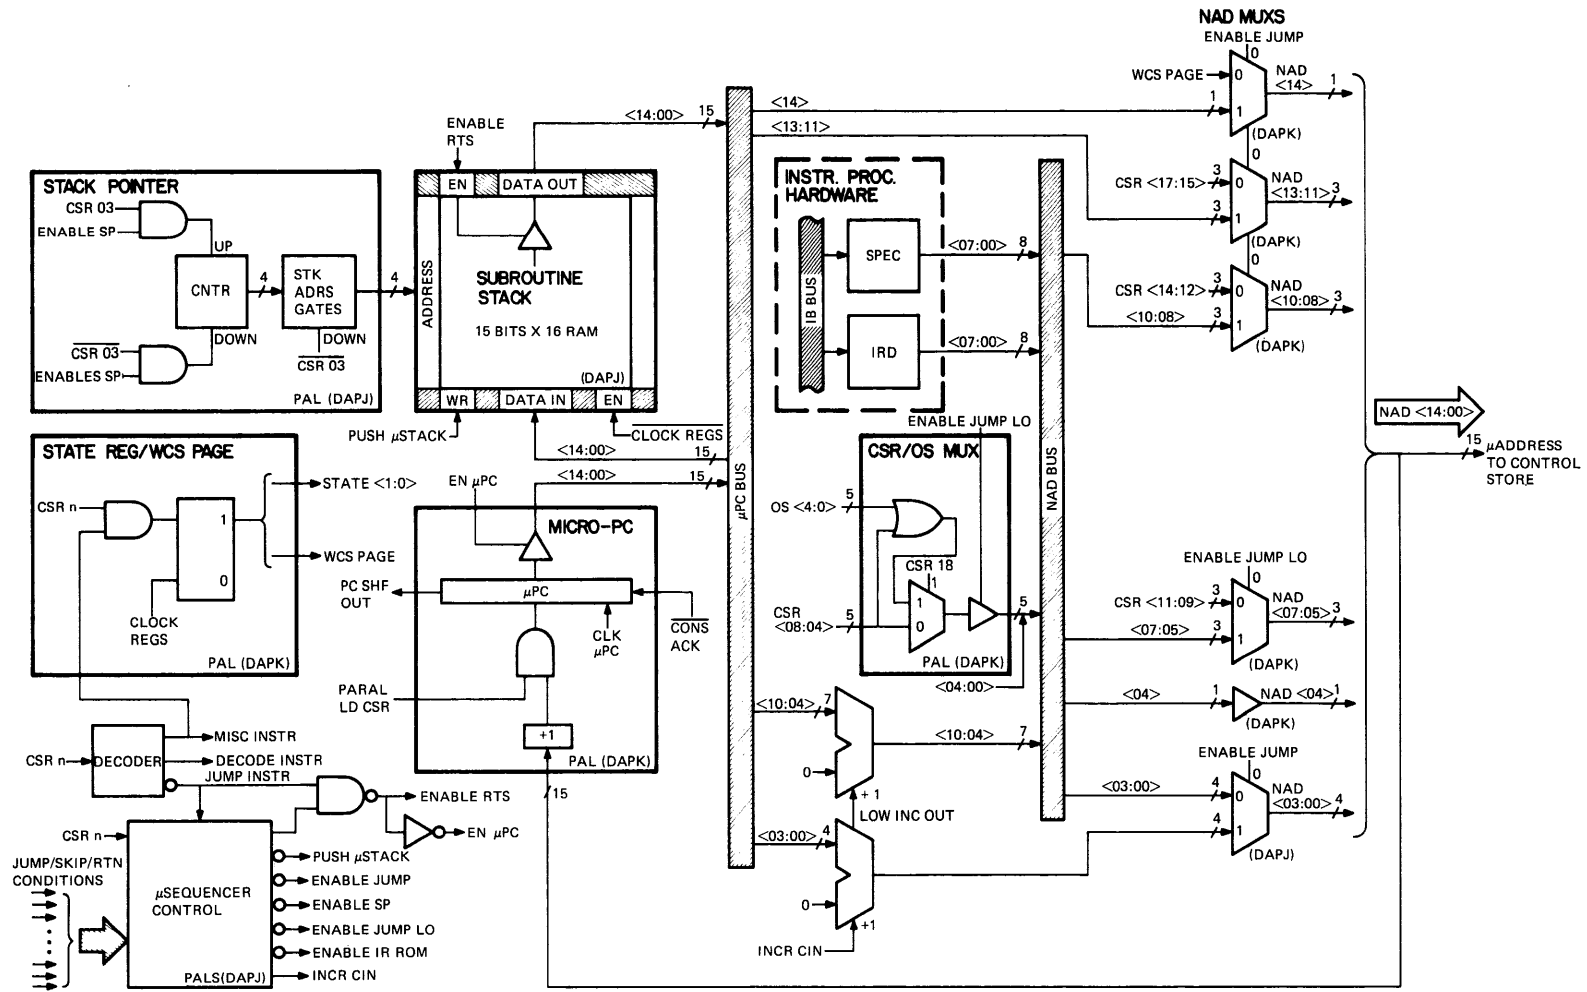 NAD MUXS
ENABLE JUMP
0
WCS PAGE
0
NAD
<14>
1
1
1
(DAPK)
<14>
<13:11>
<14:00>
15
ENABLE
RTS
0
CSR <17:15>
3
0
NAD
<13:11>
3
3
1
(DAPK)
0
CSR <14:12>
3
0
NAD
<10:08>
3
<10:08>
3
1
(DAPK)
STACK POINTER
CSR 03
ENABLE SP
UP
CNTR
4
STK
ADRS
GATES
4
DOWN
DOWN
CSR 03
CSR 03
ENABLES SP
PAL (DAPJ)
EN
DATA OUT
ADDRESS
SUBROUTINE
STACK
15 BITS X 16 RAM
(DAPJ)
WR
DATA IN
EN
PUSH µSTACK
CLOCK REGS
<14:00>
15
<14:00>
15
EN µPC
µPC BUS
INSTR. PROC.
HARDWARE
IB BUS
SPEC
<07:00>
8
IRD
<07:00>
8
ENABLE JUMP LO
NAD BUS
NAD <14:00>
15
µADDRESS
TO CONTROL
STORE
STATE REG/WCS PAGE
CSR n
1
0
STATE <1:0>
WCS PAGE
CLOCK
REGS
PAL (DAPK)
MICRO-PC
PC SHF
OUT
µPC
CLK
µPC
CONS
ACK
PARAL
LD CSR
+1
PAL (DAPK)
15
CSR/OS MUX
OS <4:0>
5
CSR 18
1
1
0
CSR
<08:04>
5
5
PAL (DAPK)
<04:00>
ENABLE JUMP LO
0
CSR <11:09>
3
0
NAD
<07:05>
3
<07:05>
3
1
(DAPK)
<04>
1
NAD <04>
1
(DAPK)
<10:04>
7
0
<10:04>
7
+1
LOW INC OUT
<03:00>
4
0
+1
INCR CIN
ENABLE JUMP
0
<03:00>
4
0
NAD
<03:00>
4
4
1
(DAPJ)
CSR n
DECODER
MISC INSTR
DECODE INSTR
JUMP INSTR
ENABLE RTS
EN µPC
CSR n
JUMP/SKIP/RTN
CONDITIONS
µSEQUENCER
CONTROL
PALS(DAPJ)
PUSH µSTACK
ENABLE JUMP
ENABLE SP
ENABLE JUMP LO
ENABLE IR ROM
INCR CIN